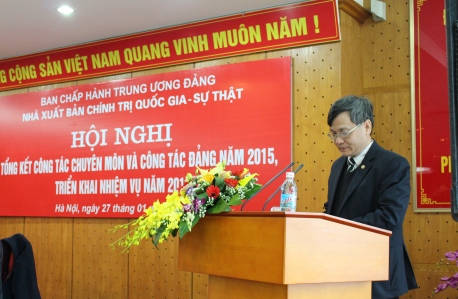 G CỘNG SẢN VIỆT NAM QUANG VINH MUÔN NĂM!
BAN CHẤP HÀNH TRUNG ƯƠNG ĐẢNG
NHÀ XUẤT BẢN CHÍNH TRỊ QUỐC GIA - SỰ THẬT
HỘI NGHỊ
TỔNG KẾT CÔNG TÁC CHUYÊN MÔN VÀ CÔNG TÁC ĐẢNG NĂM 2015,
TRIỂN KHAI NHIỆM VỤ NĂM 201
Hà Nội, ngày 27 tháng 01